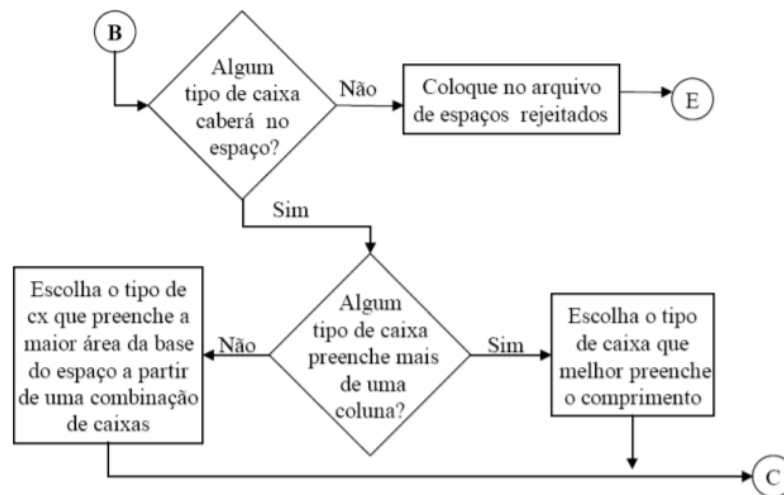 B
Algum
tipo de caixa
caberá no
espaço?
Não
Coloque no arquivo
de espaços rejeitados
E
Sim
Escolha o tipo de
cx que preenche a
maior área da base
do espaço a partir
de uma combinação
de caixas
Não
Algum
tipo de caixa
preenche mais
de uma
coluna?
Sim
Escolha o tipo
de caixa que
melhor preenche
o comprimento
C